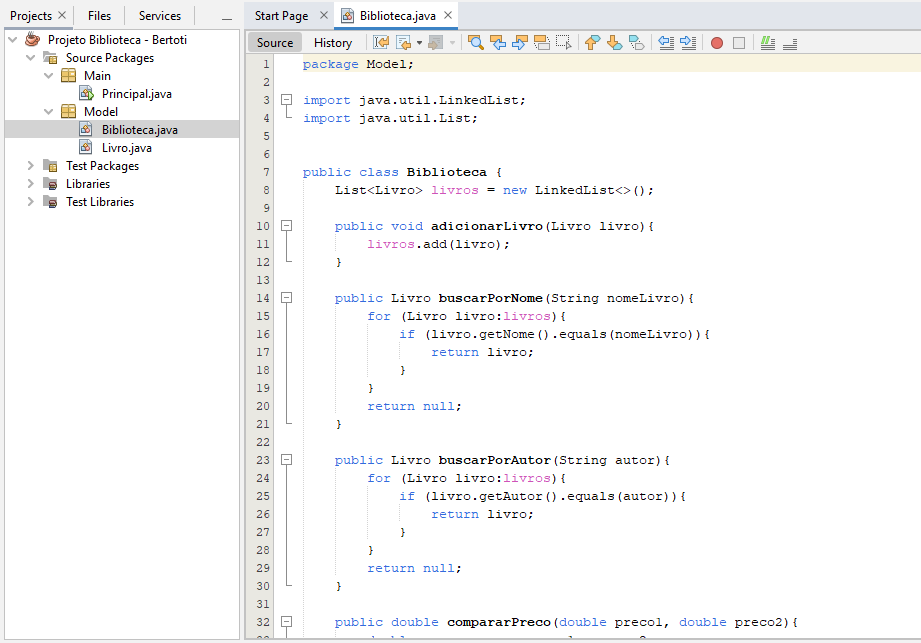 Projects
Files
Services
Projeto Biblioteca - Bertoti
Source Packages
Main
Principal.java
Model
Biblioteca.java
Livro.java
Test Packages
Libraries
Test Libraries
Start Page
Biblioteca.java
Source
History
1 package Model;
2
3 import java.util.LinkedList;
4 import java.util.List;
5
6
7 public class Biblioteca {
8 List<Livro> livros = new LinkedList<>();
9
10 public void adicionarLivro(Livro livro){
11 livros.add(livro);
12 }
13
14 public Livro buscarPorNome(String nomeLivro){
15 for (Livro livro:livros){
16 if (livro.getNome().equals(nomeLivro)){
17 return livro;
18 }
19 }
20 return null;
21 }
22
23 public Livro buscarPorAutor(String autor){
24 for (Livro livro:livros){
25 if (livro.getAutor().equals(autor)){
26 return livro;
27 }
28 }
29 return null;
30 }
31
32 public double compararPreco(double preco1, double preco2){